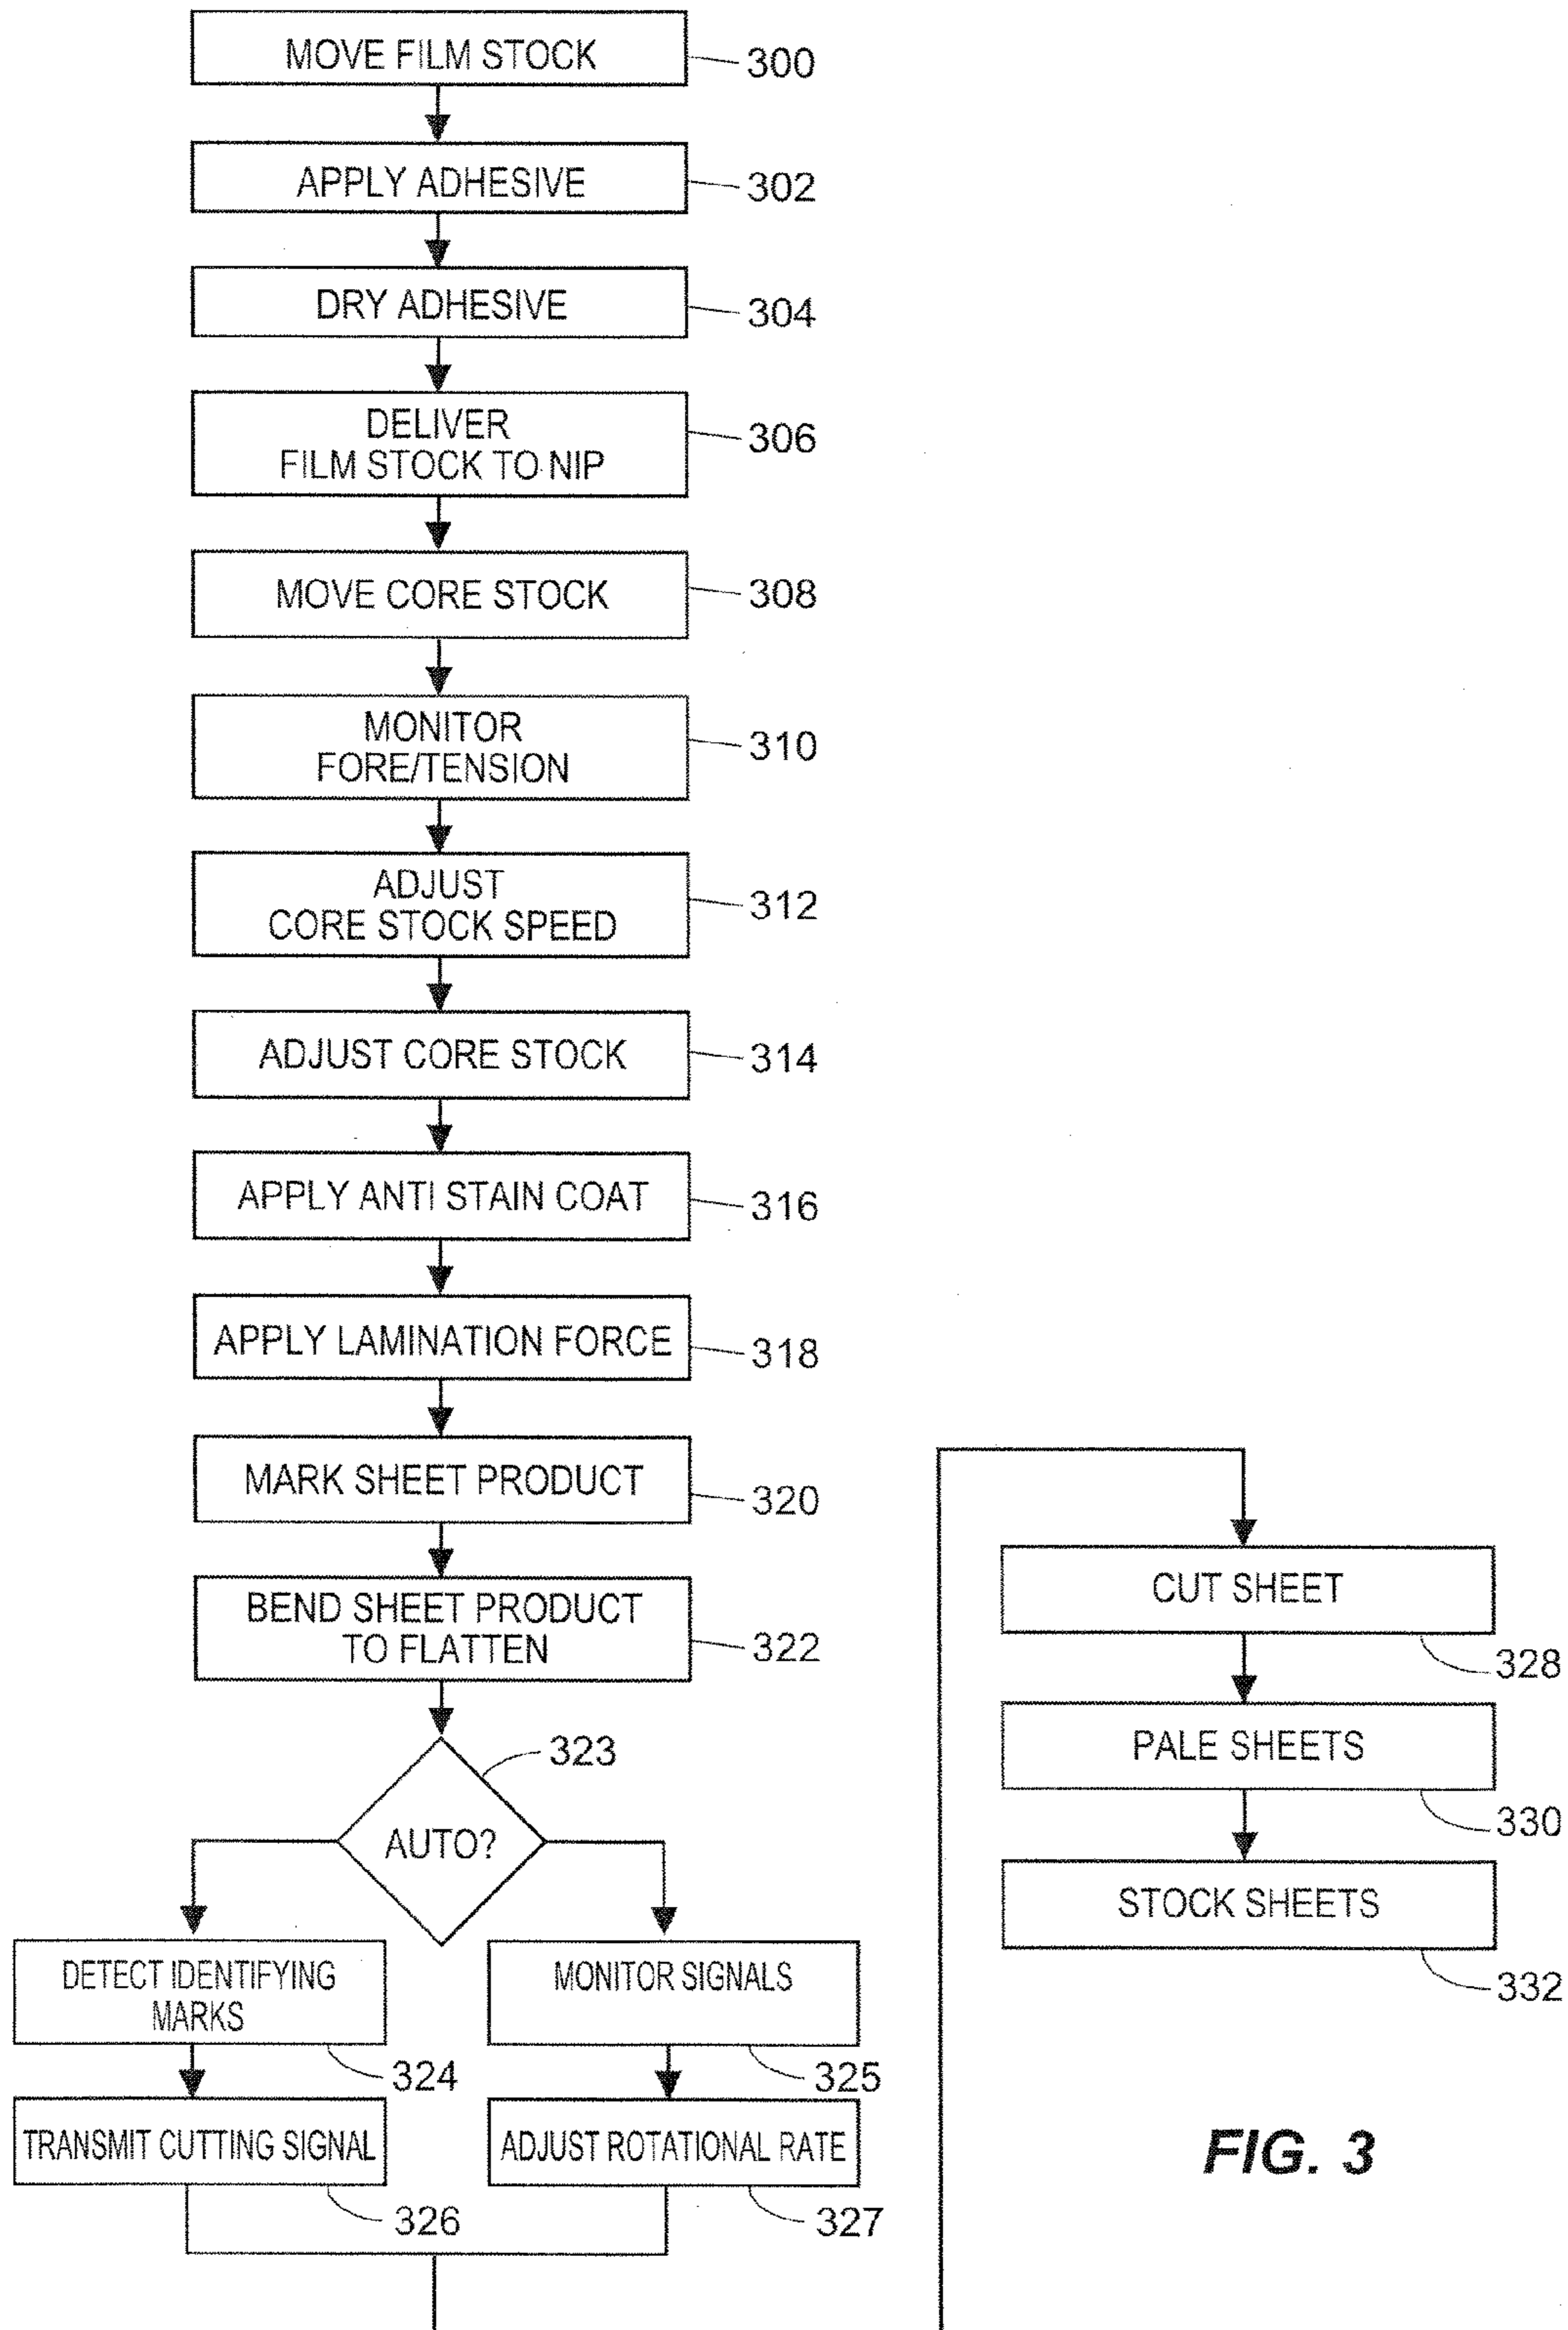 MOVE FILM STOCK
300
APPLY ADHESIVE
302
DRY ADHESIVE
304
DELIVER
FILM STOCK TO NIP
306
MOVE CORE STOCK
308
MONITOR
FORE/TENSION
310
ADJUST
CORE STOCK SPEED
312
ADJUST CORE STOCK
314
APPLY ANTI STAIN COAT
316
APPLY LAMINATION FORCE
318
MARK SHEET PRODUCT
320
BEND SHEET PRODUCT
TO FLATTEN
322
323
AUTO?
DETECT IDENTIFYING
MARKS
324
MONITOR SIGNALS
325
TRANSMIT CUTTING SIGNAL
326
ADJUST ROTATIONAL RATE
327
CUT SHEET
328
PALE SHEETS
330
STOCK SHEETS
332
FIG. 3